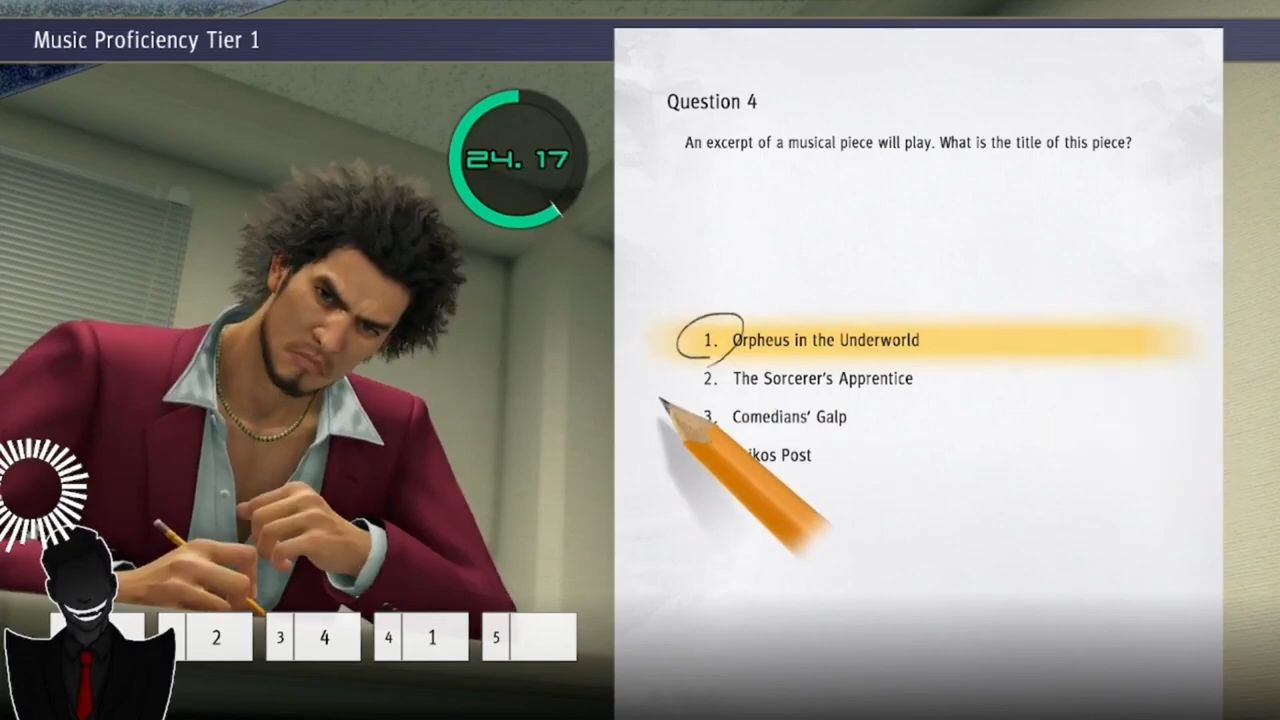 Music Proficiency Tier 1
24. 17
Question 4
An excerpt of a musical piece will play. What is the title of this piece?
1. Orpheus in the Underworld
2. The Sorcerer's Apprentice
3. Comedians' Galp
ikos Post
2
3 4
4 1
5